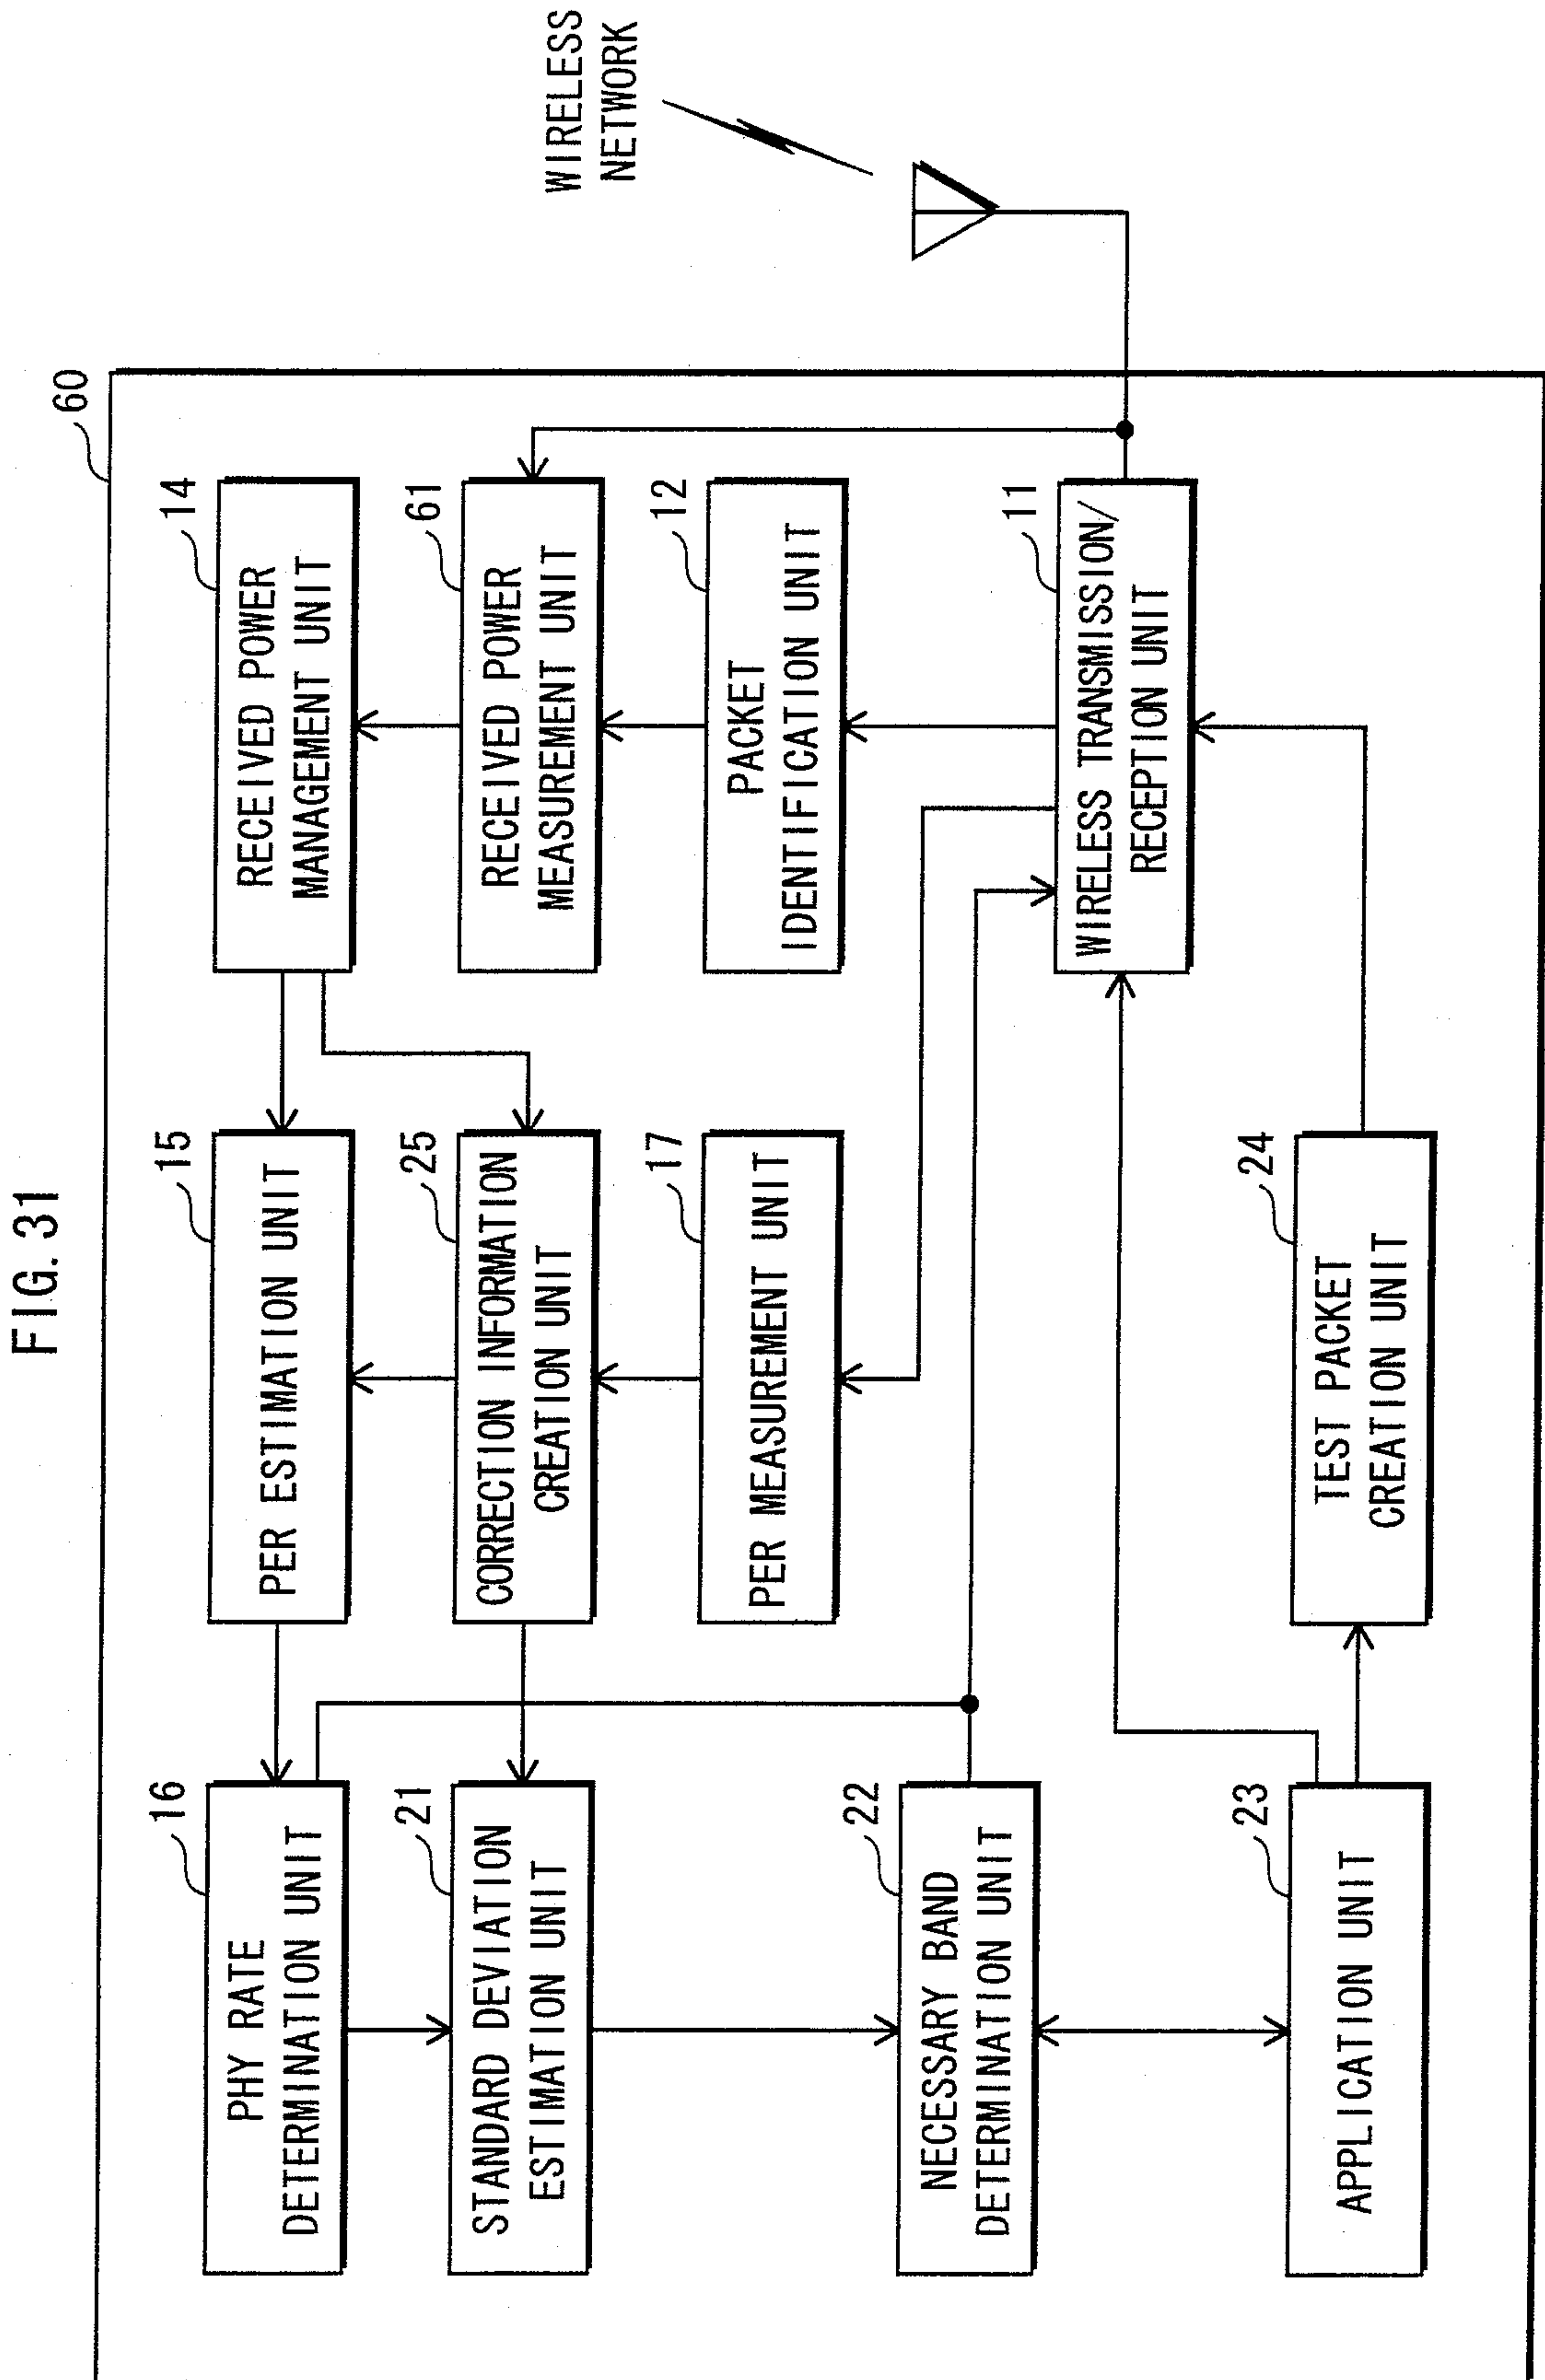 FIG. 31
60
16
PHY RATE
DETERMINATION UNIT
15
PER ESTIMATION UNIT
14
RECEIVED POWER
MANAGEMENT UNIT
21
STANDARD DEVIATION
ESTIMATION UNIT
25
CORRECTION INFORMATION
CREATION UNIT
61
RECEIVED POWER
MEASUREMENT UNIT
17
PER MEASUREMENT UNIT
12
PACKET
IDENTIFICATION UNIT
22
NECESSARY BAND
DETERMINATION UNIT
11
WIRELESS TRANSMISSION/
RECEPTION UNIT
23
APPLICATION UNIT
24
TEST PACKET
CREATION UNIT
WIRELESS
NETWORK